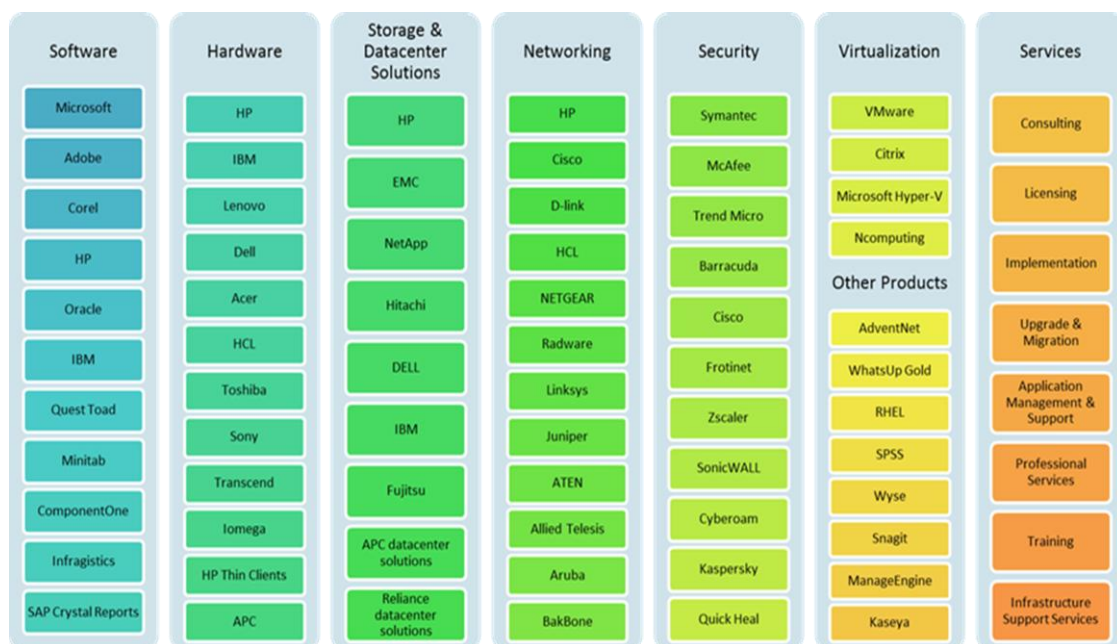 Software
Microsoft
Adobe
Corel
HP
Oracle
IBM
Quest Toad
Minitab
ComponentOne
Infragistics
SAP Crystal Reports
Hardware
HP
IBM
Lenovo
Dell
Acer
HCL
Toshiba
Sony
Transcend
Iomega
HP Thin Clients
APC
Storage &
Datacenter
Solutions
HP
EMC
NetApp
Hitachi
DELL
IBM
Fujitsu
APC datacenter
solutions
Reliance
datacenter
solutions
Networking
HP
Cisco
D-link
HCL
NETGEAR
Radware
Linksys
Juniper
ATEN
Allied Telesis
Aruba
BakBone
Security
Symantec
McAfee
Trend Micro
Barracuda
Cisco
Frotinet
Zscaler
SonicWALL
Cyberoam
Kaspersky
Quick Heal
Virtualization
VMware
Citrix
Microsoft Hyper-V
Ncomputing
Other Products
AdventNet
WhatsUp Gold
RHEL
SPSS
Wyse
Snagit
ManageEngine
Kaseya
Services
Consulting
Licensing
Implementation
Upgrade &
Migration
Application
Management &
Support
Professional
Services
Training
Infrastructure
Support Services